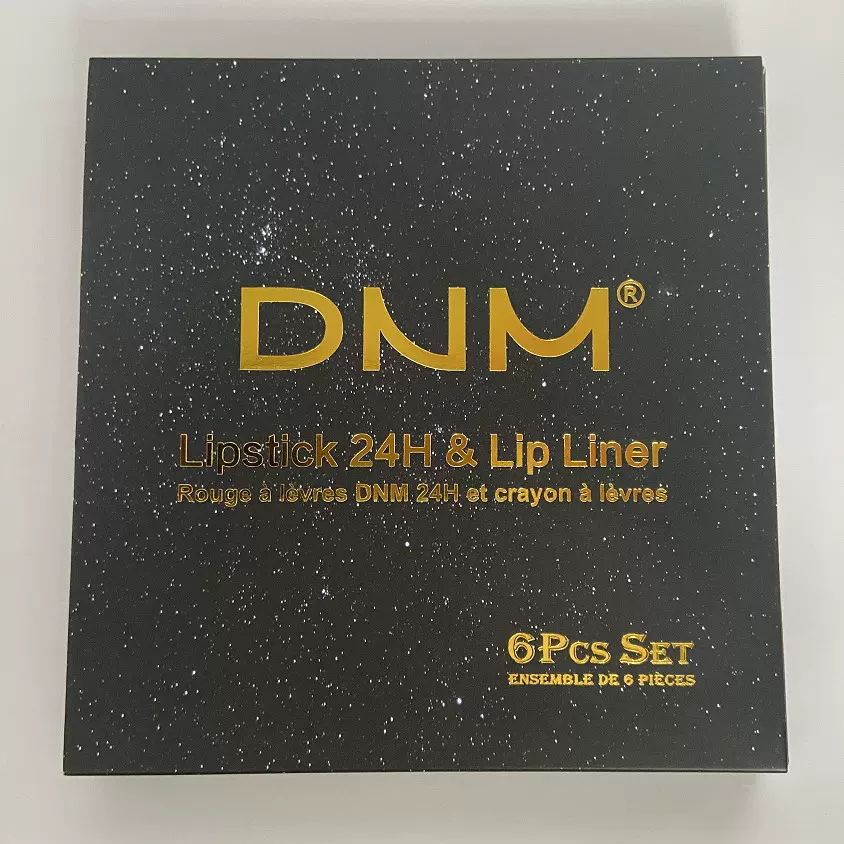 DNM®
Lipstick 24H & Lip Liner
Rouge à lèvres DNM 24H et crayon à lèvres
6Pcs Set
ENSEMBLE DE 6 PIÈCES